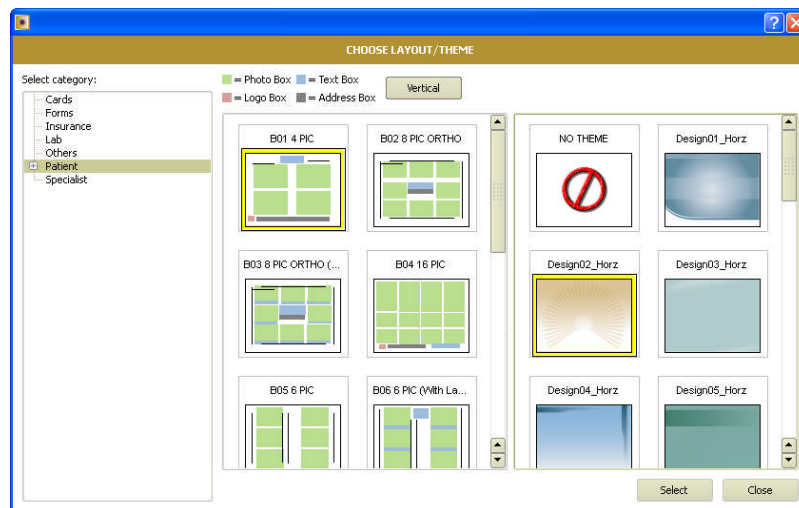 CHOOSE LAYOUT/THEME
Select category:
Cards
Forms
Insurance
Lab
Others
Patient
Specialist
= Photo Box = Text Box
= Logo Box = Address Box
Vertical
B01 4 PIC
B02 8 PIC ORTHO
B03 8 PIC ORTHO (...
B04 16 PIC
B05 6 PIC
B06 6 PIC (With La...
NO THEME
Design01_Horz
Design02_Horz
Design03_Horz
Design04_Horz
Design05_Horz
Select
Close